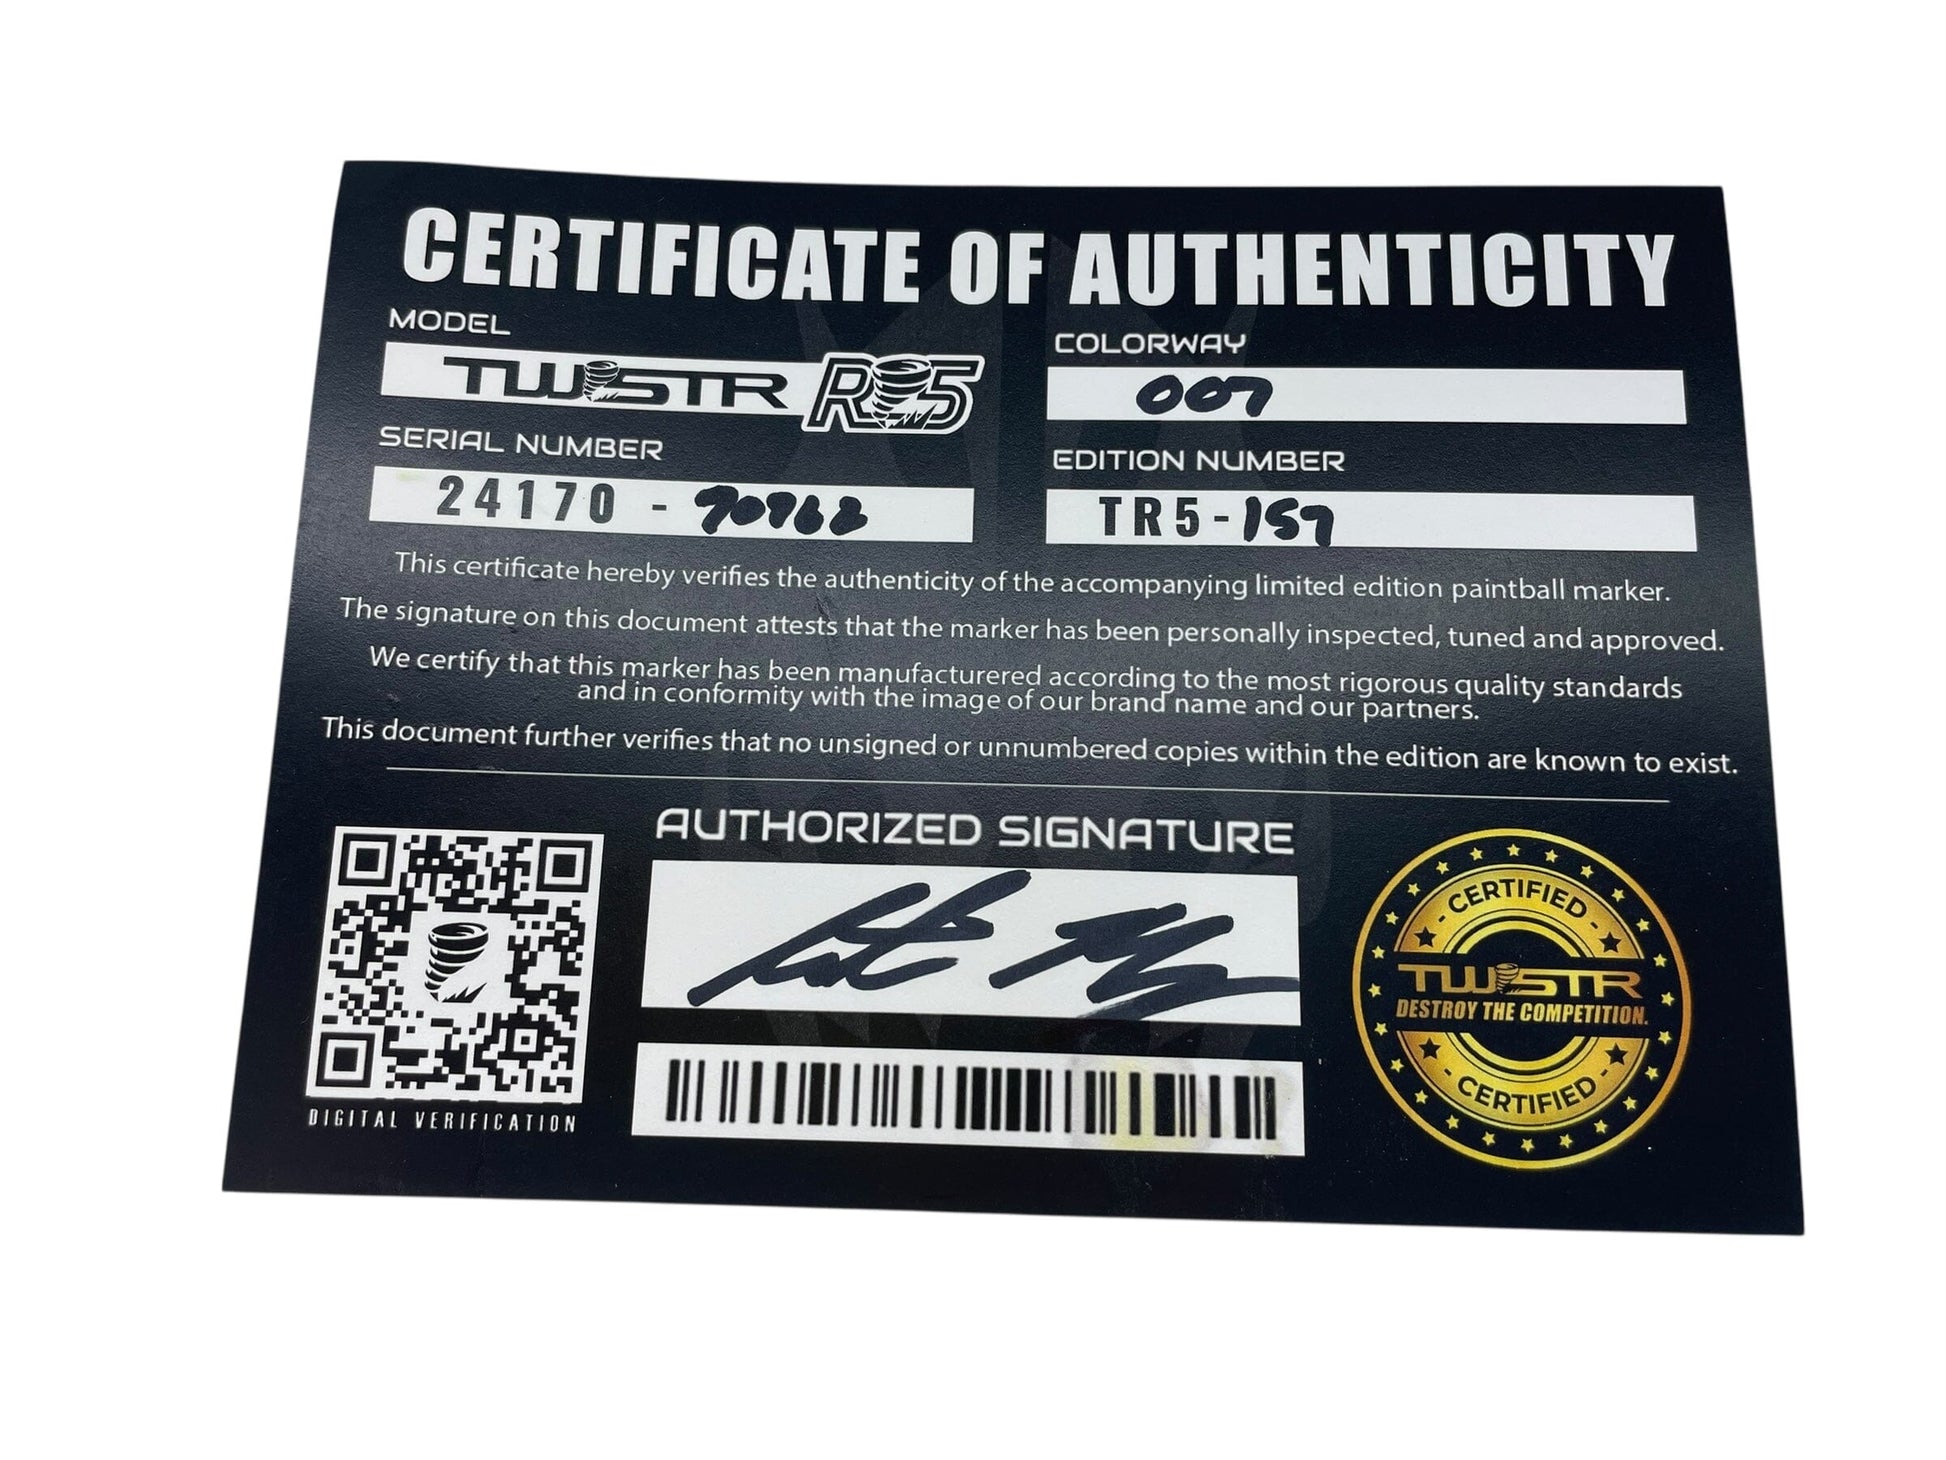 CERTIFICATE OF AUTHENTICITY
MODEL
TWSTR R5
COLORWAY
007
SERIAL NUMBER
24170 - 70762
EDITION NUMBER
TR5-157
This certificate hereby verifies the authenticity of the accompanying limited edition paintball marker.
The signature on this document attests that the marker has been personally inspected, tuned and approved.
We certify that this marker has been manufacturered according to the most rigorous quality standards
and in conformity with the image of our brand name and our partners.
This document further verifies that no unsigned or unnumbered copies within the edition are known to exist.
AUTHORIZED SIGNATURE
DIGITAL VERIFICATION
- CERTIFIED -
TWSTR
DESTROY THE COMPETITION.
- CERTIFIED -